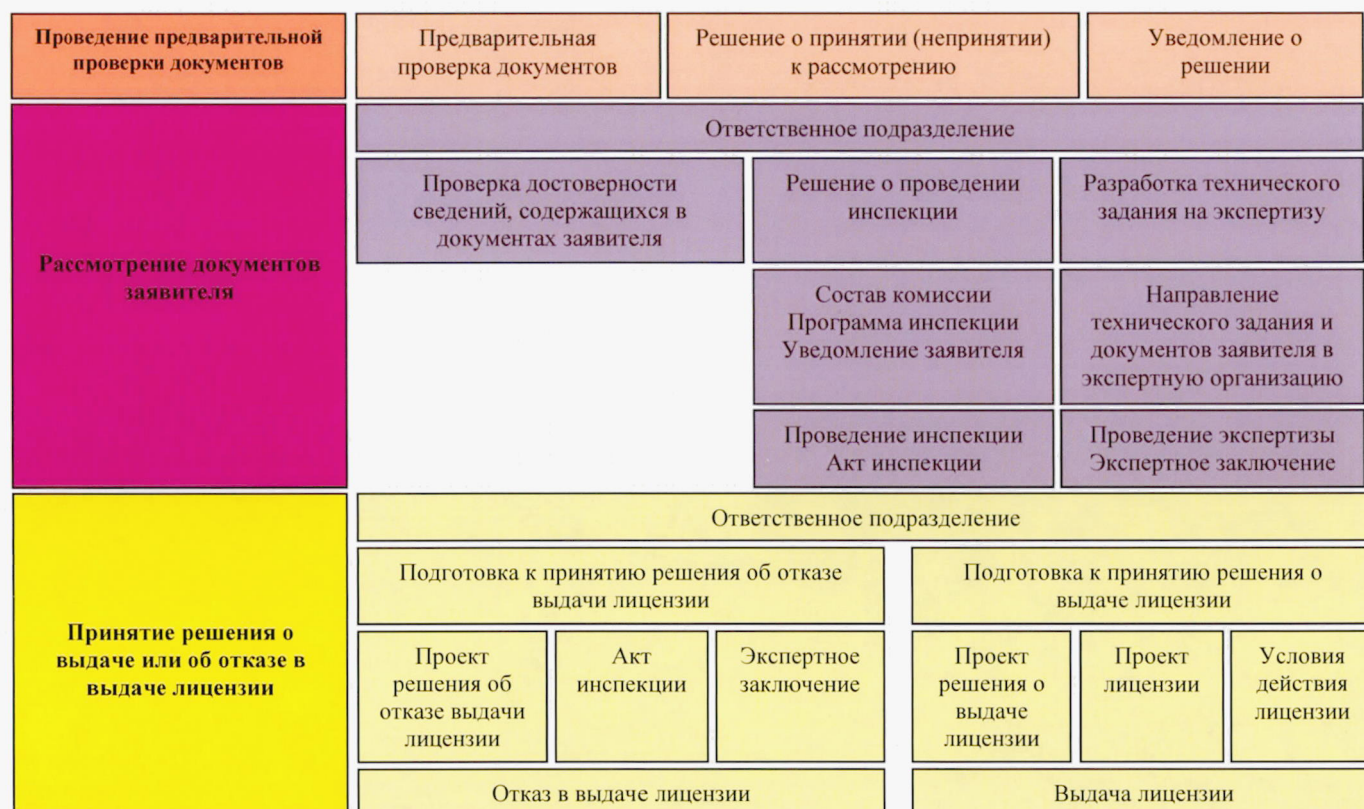 Проведение предварительной
проверки документов
Предварительная
проверка документов
Решение о принятии (непринятии)
к рассмотрению
Уведомление о
решении
Рассмотрение документов
заявителя
Ответственное подразделение
Проверка достоверности
сведений, содержащихся в
документах заявителя
Решение о проведении
инспекции
Разработка технического
задания на экспертизу
Состав комиссии
Программа инспекции
Уведомление заявителя
Направление
технического задания и
документов заявителя в
экспертную организацию
Проведение инспекции
Акт инспекции
Проведение экспертизы
Экспертное заключение
Принятие решения о
выдаче или об отказе в
выдаче лицензии
Ответственное подразделение
Подготовка к принятию решения об отказе
выдачи лицензии
Подготовка к принятию решения о
выдаче лицензии
Проект
решения об
отказе выдачи
лицензии
Акт
инспекции
Экспертное
заключение
Проект
решения о
выдаче
лицензии
Проект
лицензии
Условия
действия
лицензии
Отказ в выдаче лицензии
Выдача лицензии